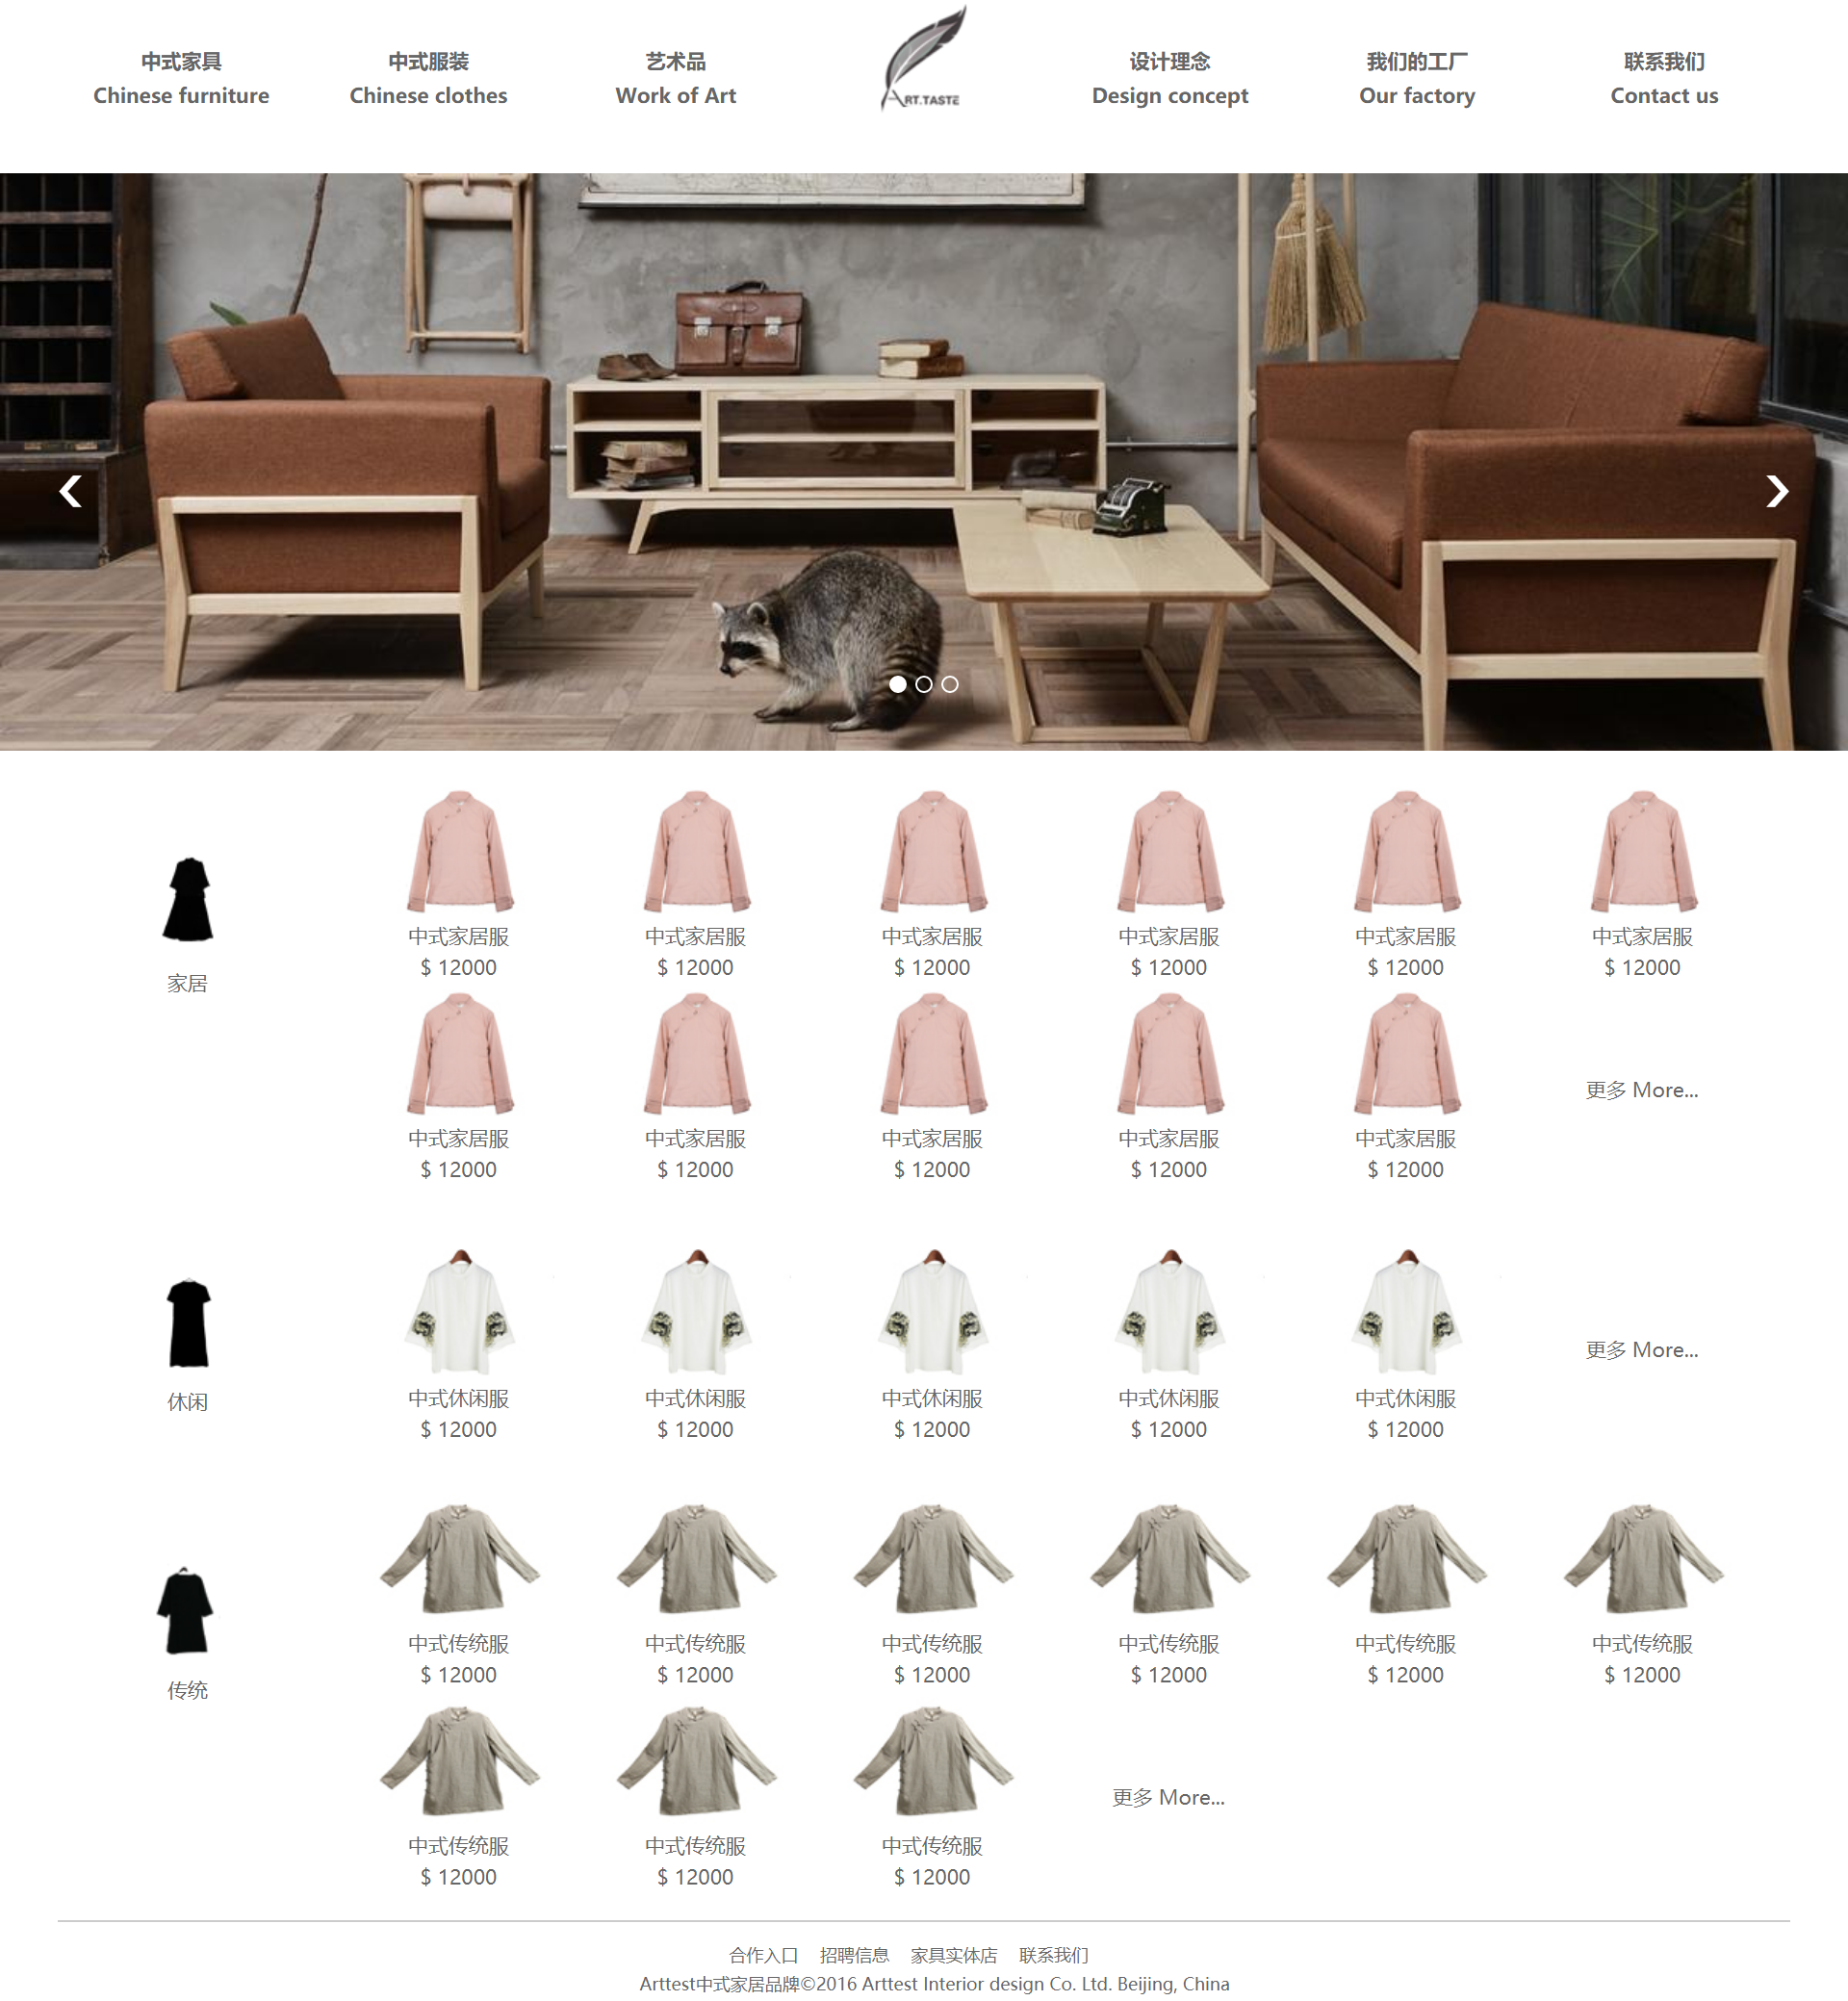 中式家具
Chinese furniture
中式服装
Chinese clothes
艺术品
Work of Art
ART.TASTE
设计理念
Design concept
我们的工厂
Our factory
联系我们
Contact us
家居
中式家居服 中式家居服 中式家居服 中式家居服 中式家居服 中式家居服
$ 12000 $ 12000 $ 12000 $ 12000 $ 12000 $ 12000
更多 More...
中式家居服 中式家居服 中式家居服 中式家居服 中式家居服
$ 12000 $ 12000 $ 12000 $ 12000 $ 12000
休闲
更多 More...
中式休闲服 中式休闲服 中式休闲服 中式休闲服 中式休闲服
$ 12000 $ 12000 $ 12000 $ 12000 $ 12000
传统
中式传统服 中式传统服 中式传统服 中式传统服 中式传统服 中式传统服
$ 12000 $ 12000 $ 12000 $ 12000 $ 12000 $ 12000
更多 More...
中式传统服 中式传统服 中式传统服
$ 12000 $ 12000 $ 12000
合作入口 招聘信息 家具实体店 联系我们
Arttest中式家居品牌©2016 Arttest Interior design Co. Ltd. Beijing, China